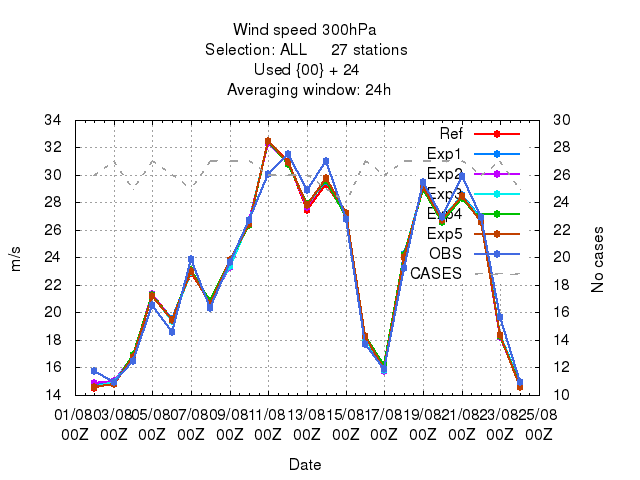 Wind speed 300hPa
Selection: ALL 27 stations
Used {00} + 24
Averaging window: 24h
34 30
32 28
30 26
28 24
26 22
24 20
22 18
20 16
18 14
16 12
14 10
m/s
No cases
Ref
Exp1
Exp2
Exp3
Exp4
Exp5
OBS
CASES
01/08 03/08 05/08 07/08 09/08 11/08 13/08 15/08 17/08 19/08 21/08 23/08 25/08
00Z 00Z 00Z 00Z 00Z 00Z 00Z 00Z 00Z 00Z 00Z 00Z 00Z
Date